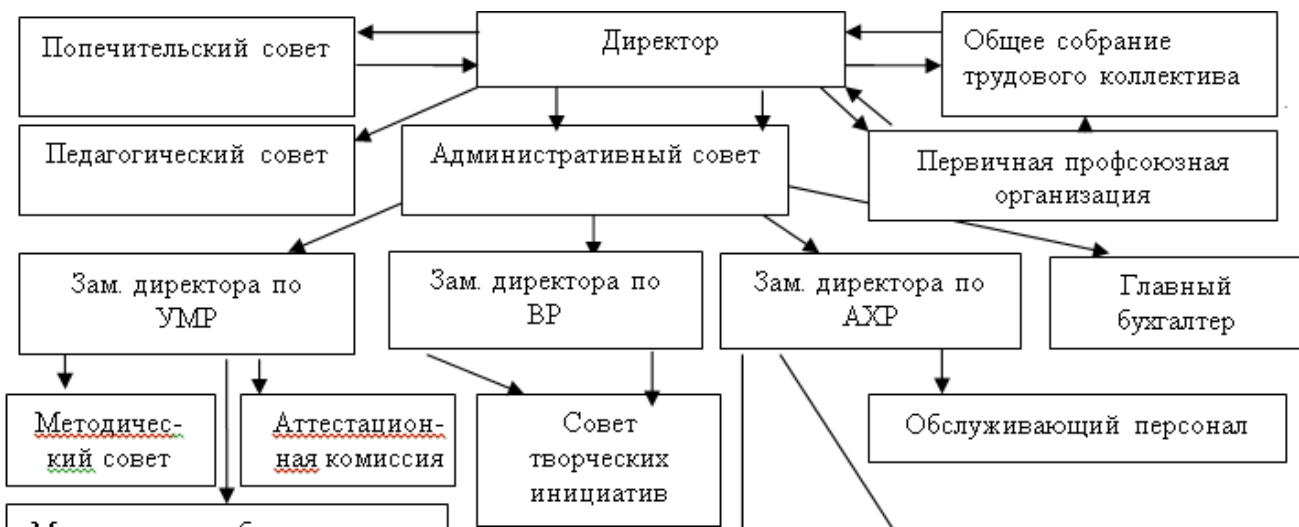 Попечительский совет
Директор
Общее собрание
трудового коллектива
Педагогический совет
Административный совет
Первичная профсоюзная
организация
Зам. директора по
УМР
Зам. директора по
ВР
Зам. директора по
АХР
Главный
бухгалтер
Методичес-
кий совет
Аттестацион-
ная комиссия
Совет
творческих
инициатив
Обслуживающий персонал